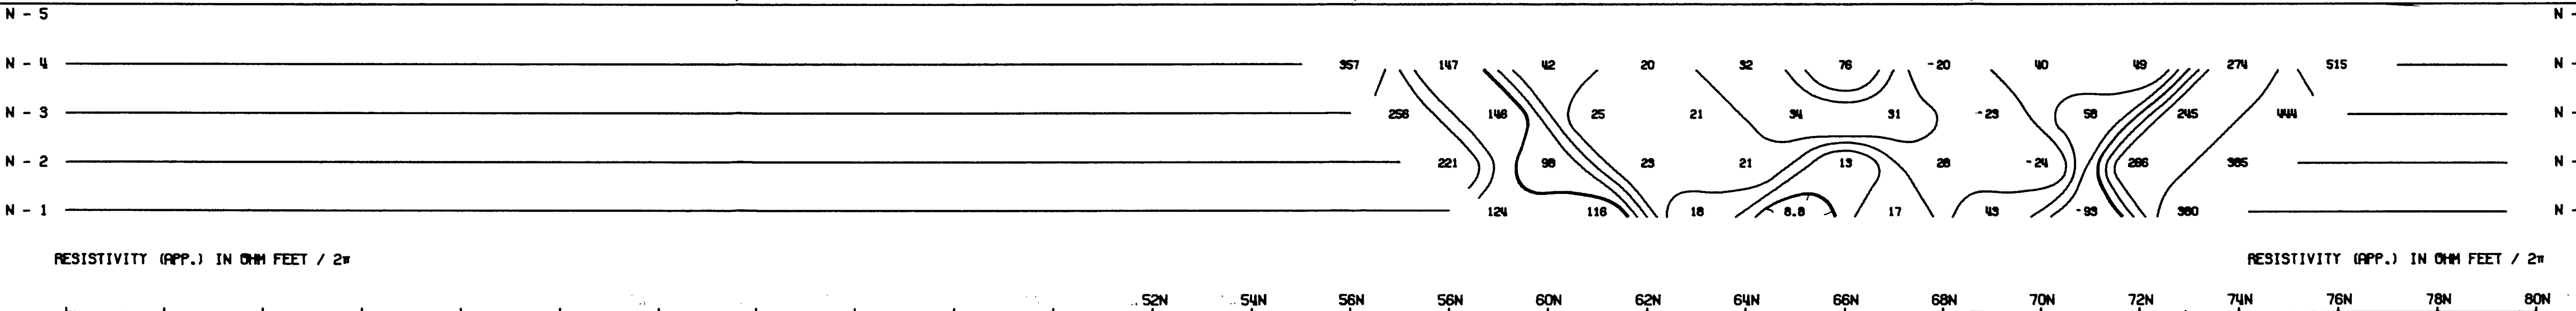 N - 5 N -
N - 4 357 147 42 20 32 76 -20 40 49 274 515 N -
N - 3 258 146 25 21 34 31 -23 58 245 444 N -
N - 2 221 98 23 21 13 28 -24 266 385 N -
N - 1 124 116 18 8.8 17 43 -93 380 N -
RESISTIVITY (APP.) IN OHM FEET / 2π RESISTIVITY (APP.) IN OHM FEET / 2π
52N 54N 56N 56N 60N 62N 64N 66N 68N 70N 72N 74N 76N 78N 80N